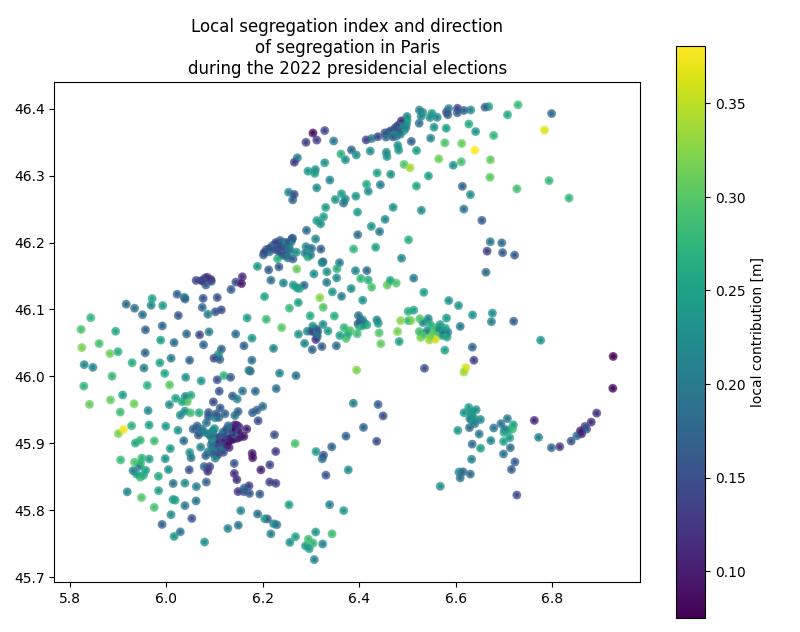 Local segregation index and direction
of segregation in Paris
during the 2022 presidencial elections
46.4
46.3
46.2
46.1
46.0
45.9
45.8
45.7
5.8 6.0 6.2 6.4 6.6 6.8
0.35
0.30
0.25
0.20
0.15
0.10
local contribution [m]